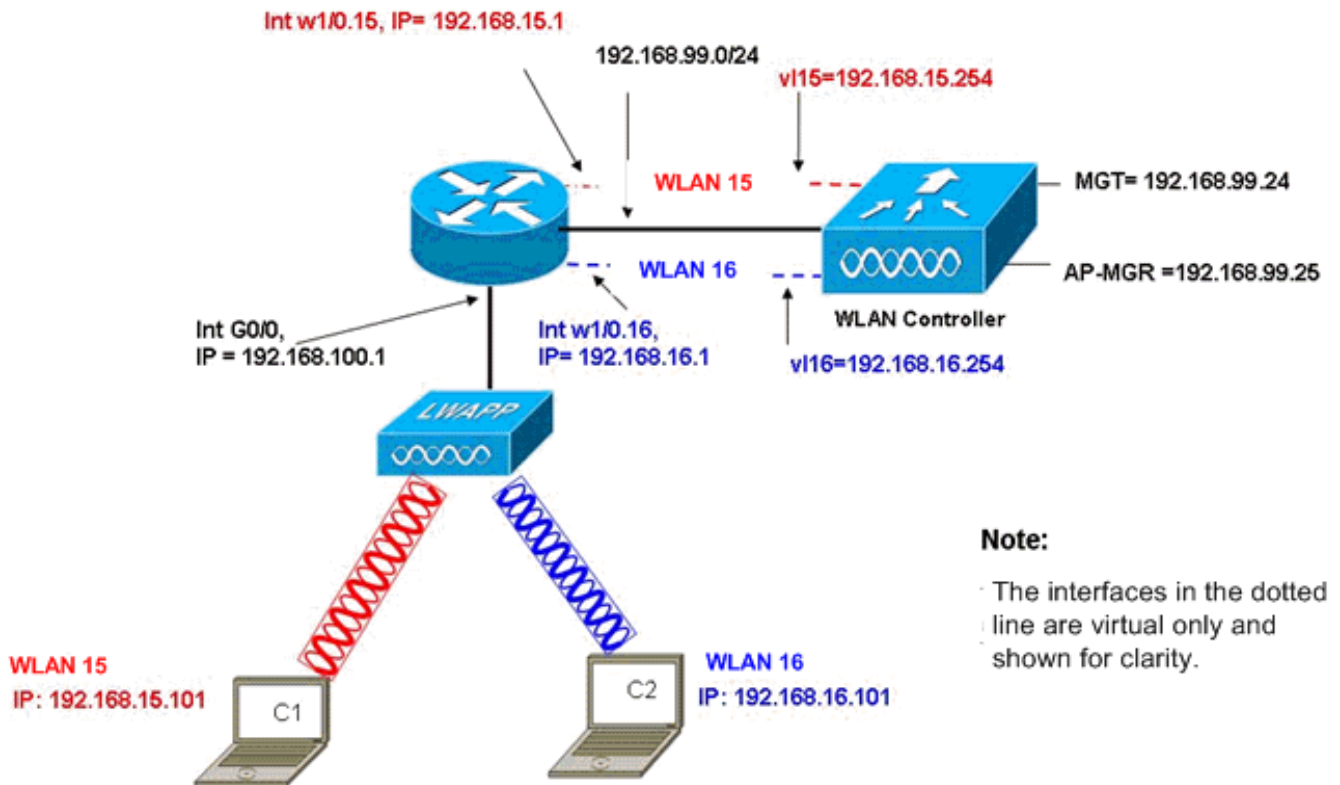 Int w1/0.15, IP= 192.168.15.1
192.168.99.0/24
vl15=192.168.15.254
WLAN 15
MGT= 192.168.99.24
WLAN 16
AP-MGR =192.168.99.25
WLAN Controller
Int G0/0,
IP = 192.168.100.1
Int w1/0.16,
IP= 192.168.16.1
vl16=192.168.16.254
LWAPP
Note:
The interfaces in the dotted
line are virtual only and
shown for clarity.
WLAN 15
IP: 192.168.15.101
C1
WLAN 16
IP: 192.168.16.101
C2